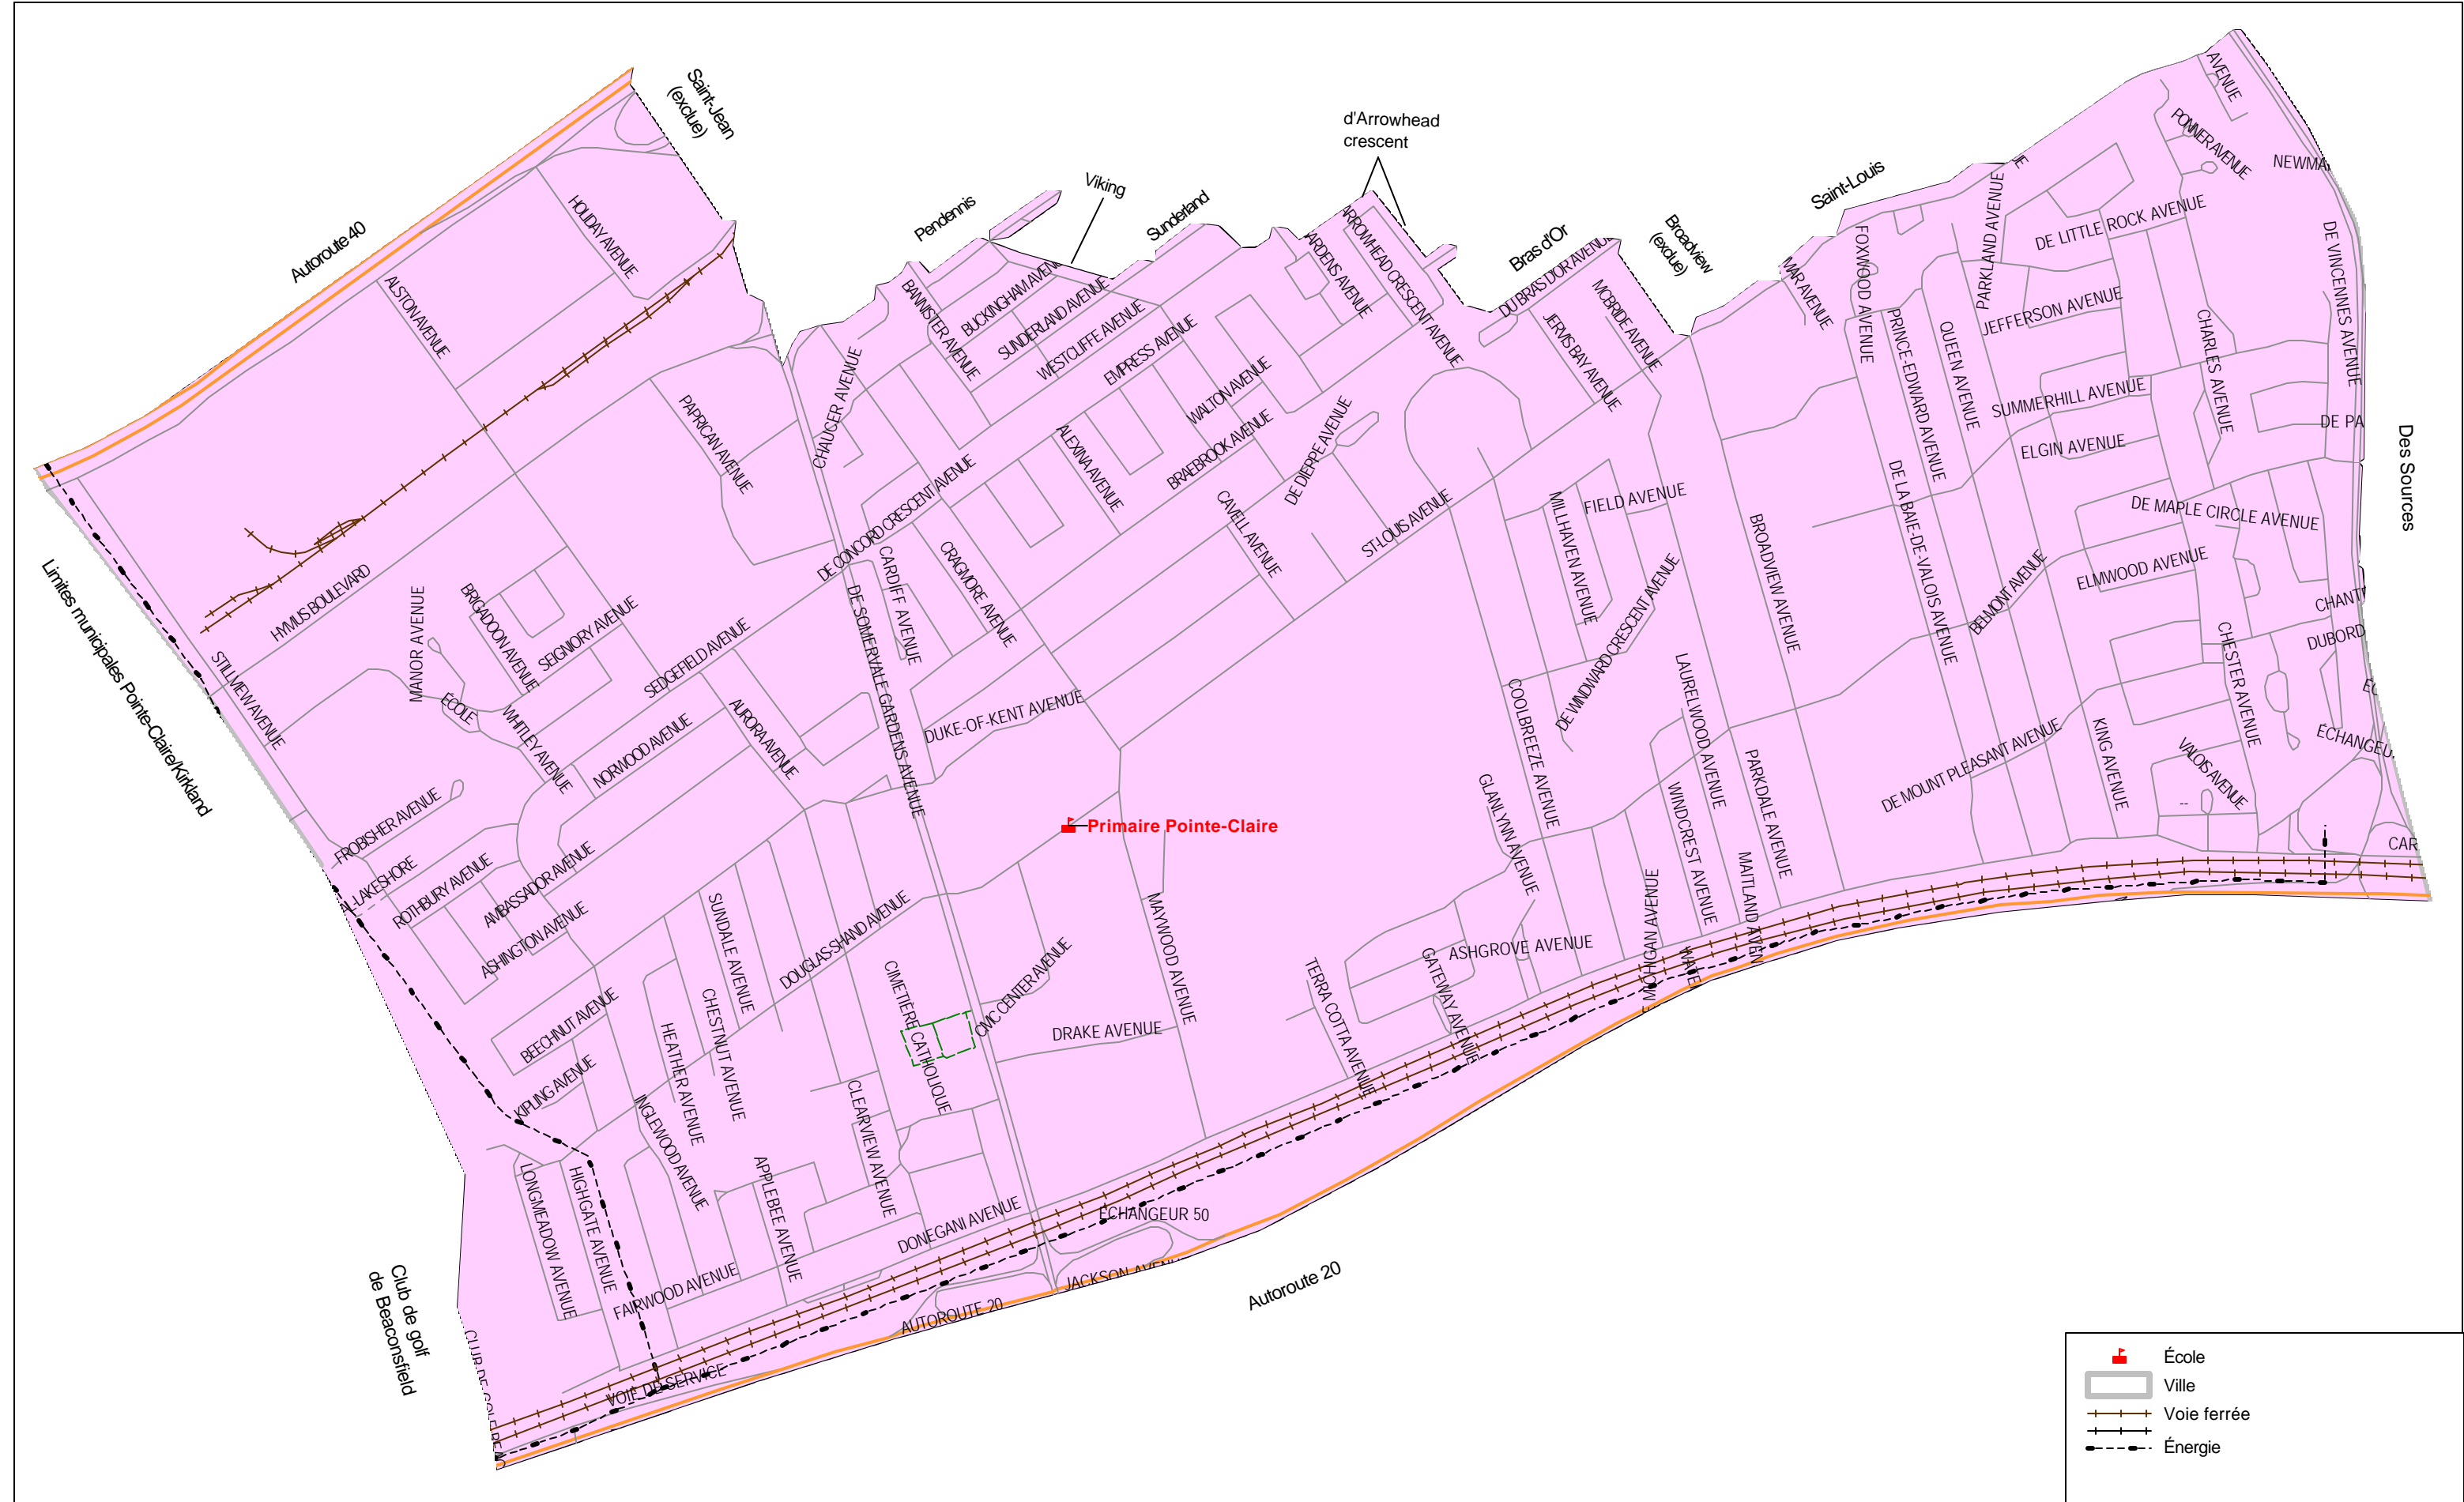 Autoroute 40
Saint-Jean
(exclue)
Pendennis
Viking
Sunderland
d'Arrowhead
crescent
Bras d'Or
Broadview
(exclue)
Saint-Louis
Des Sources
Limites municipales Pointe-Claire/Kirkland
Club de golf
de Beaconsfield
Autoroute 20
Primaire Pointe-Claire
HOLIDAY AVENUE
ALSTON AVENUE
PAPRICAN AVENUE
HYMUS BOULEVARD
STILLVIEW AVENUE
MANOR AVENUE
BRIGADOON AVENUE
SEIGNIORY AVENUE
ÉCOLE
WHITLEY AVENUE
SEDGEFIELD AVENUE
NORWOOD AVENUE
AURORA AVENUE
FROBISHER AVENUE
AL-LAKESHORE
ROTHBURY AVENUE
AMBASSADOR AVENUE
ASHINGTON AVENUE
BEECHNUT AVENUE
KIPLING AVENUE
LONGMEADOW AVENUE
HIGHGATE AVENUE
INGLEWOOD AVENUE
HEATHER AVENUE
CHESTNUT AVENUE
SUNDALE AVENUE
APPLEBEE AVENUE
FAIRWOOD AVENUE
CLEARVIEW AVENUE
DONEGANI AVENUE
DOUGLAS-SHAND AVENUE
CIMETIÈRE CATHOLIQUE
CIVIC CENTER AVENUE
DRAKE AVENUE
MAYWOOD AVENUE
ÉCHANGEUR 50
AUTOROUTE 20
JACKSON AVENU
VOIE DE SERVICE
CHAUCER AVENUE
BANNISTER AVENUE
BUCKINGHAM AVENU
SUNDERLAND AVENUE
WESTCLIFFE AVENUE
EMPRESS AVENUE
WALTON AVENUE
BRAEBROOK AVENUE
ALEXINA AVENUE
DE CONCORD CRESCENT AVENUE
CARDIFF AVENUE
CRAGMORE AVENUE
DE SOMERVALE GARDENS AVENUE
DUKE-OF-KENT AVENUE
CAVELL AVENUE
DE DIEPPE AVENUE
ST-LOUIS AVENUE
ARDENS AVENUE
ARROWHEAD CRESCENT AVENUE
DU BRAS D'OR AVENUE
JERVIS BAY AVENUE
MCBRIDE AVENUE
MILLHAVEN AVENUE
FIELD AVENUE
DE WINDWARD CRESCENT AVENUE
COOLBREEZE AVENUE
GLANLYNN AVENUE
ASHGROVE AVENUE
GATEWAY AVENUE
TERRA COTTA AVENUE
LAURELWOOD AVENUE
WINDCREST AVENUE
PARKDALE AVENUE
MAITLAND AVEN
MICHIGAN AVENUE
BROADVIEW AVENUE
MAR AVENUE
FOXWOOD AVENUE
PRINCE-EDWARD AVENUE
QUEEN AVENUE
PARKLAND AVENUE
DE LA BAIE-DE-VALOIS AVENUE
BELMONT AVENUE
DE MOUNT PLEASANT AVENUE
KING AVENUE
VALOIS AVENUE
CHESTER AVENUE
ELMWOOD AVENUE
DE MAPLE CIRCLE AVENUE
ELGIN AVENUE
SUMMERHILL AVENUE
JEFFERSON AVENUE
DE LITTLE ROCK AVENUE
CHARLES AVENUE
AVENUE
NEWMA
DE VINCENNES AVENUE
DE PA
DUBORD
CAR
--
École
Ville
Voie ferrée
Énergie